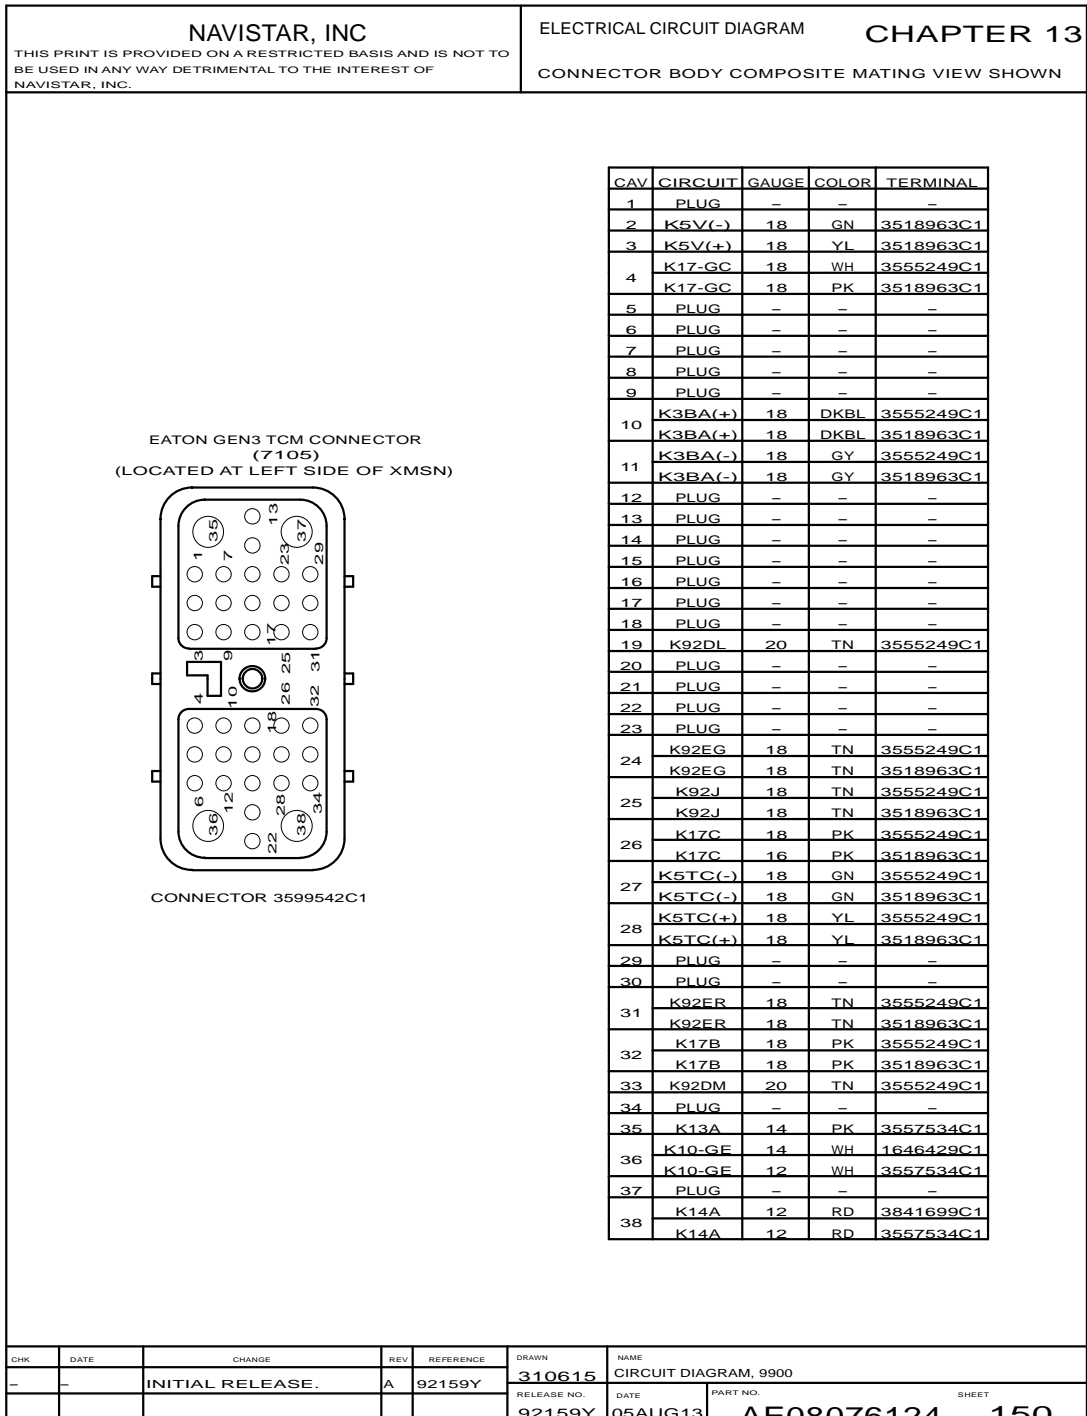 NAVISTAR, INC
THIS PRINT IS PROVIDED ON A RESTRICTED BASIS AND IS NOT TO
BE USED IN ANY WAY DETRIMENTAL TO THE INTEREST OF
NAVISTAR, INC.
ELECTRICAL CIRCUIT DIAGRAM CHAPTER 13
CONNECTOR BODY COMPOSITE MATING VIEW SHOWN
EATON GEN3 TCM CONNECTOR
(7105)
(LOCATED AT LEFT SIDE OF XMSN)
13
35 37
1 7 23 29
17
3 9 25 31
4 10 26 32
18
6 12 28 34
36 38
22
CONNECTOR 3599542C1
CAV CIRCUIT GAUGE COLOR TERMINAL
1 PLUG – – –
2 K5V(-) 18 GN 3518963C1
3 K5V(+) 18 YL 3518963C1
4 K17-GC 18 WH 3555249C1
K17-GC 18 PK 3518963C1
5 PLUG – – –
6 PLUG – – –
7 PLUG – – –
8 PLUG – – –
9 PLUG – – –
10 K3BA(+) 18 DKBL 3555249C1
K3BA(+) 18 DKBL 3518963C1
11 K3BA(-) 18 GY 3555249C1
K3BA(-) 18 GY 3518963C1
12 PLUG – – –
13 PLUG – – –
14 PLUG – – –
15 PLUG – – –
16 PLUG – – –
17 PLUG – – –
18 PLUG – – –
19 K92DL 20 TN 3555249C1
20 PLUG – – –
21 PLUG – – –
22 PLUG – – –
23 PLUG – – –
24 K92EG 18 TN 3555249C1
K92EG 18 TN 3518963C1
25 K92J 18 TN 3555249C1
K92J 18 TN 3518963C1
26 K17C 18 PK 3555249C1
K17C 16 PK 3518963C1
27 K5TC(-) 18 GN 3555249C1
K5TC(-) 18 GN 3518963C1
28 K5TC(+) 18 YL 3555249C1
K5TC(+) 18 YL 3518963C1
29 PLUG – – –
30 PLUG – – –
31 K92ER 18 TN 3555249C1
K92ER 18 TN 3518963C1
32 K17B 18 PK 3555249C1
K17B 18 PK 3518963C1
33 K92DM 20 TN 3555249C1
34 PLUG – – –
35 K13A 14 PK 3557534C1
36 K10-GE 14 WH 1646429C1
K10-GE 12 WH 3557534C1
37 PLUG – – –
38 K14A 12 RD 3841699C1
K14A 12 RD 3557534C1
CHK DATE CHANGE REV REFERENCE DRAWN NAME
– – INITIAL RELEASE. A 92159Y 310615 CIRCUIT DIAGRAM, 9900
RELEASE NO. DATE PART NO. SHEET
92159Y 05AUG13 AE08076124 150